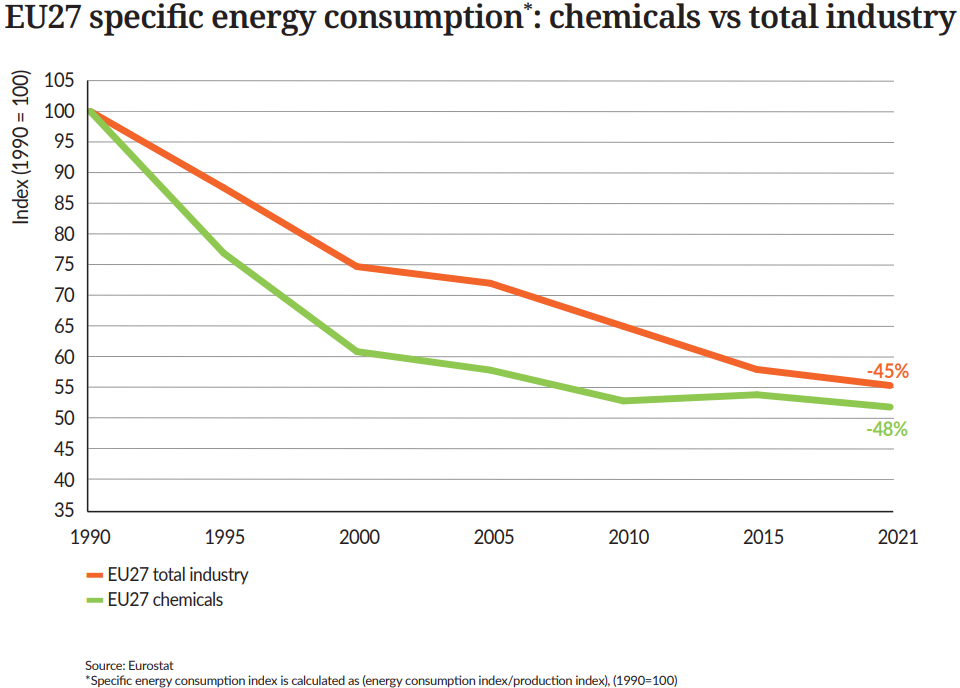 EU27 specific energy consumption*: chemicals vs total industry
Index (1990 = 100)
105
100
95
90
85
80
75
70
65
60
55
50
45
40
35
-45%
-48%
1990 1995 2000 2005 2010 2015 2021
EU27 total industry
EU27 chemicals
Source: Eurostat
*Specific energy consumption index is calculated as (energy consumption index/production index), (1990=100)